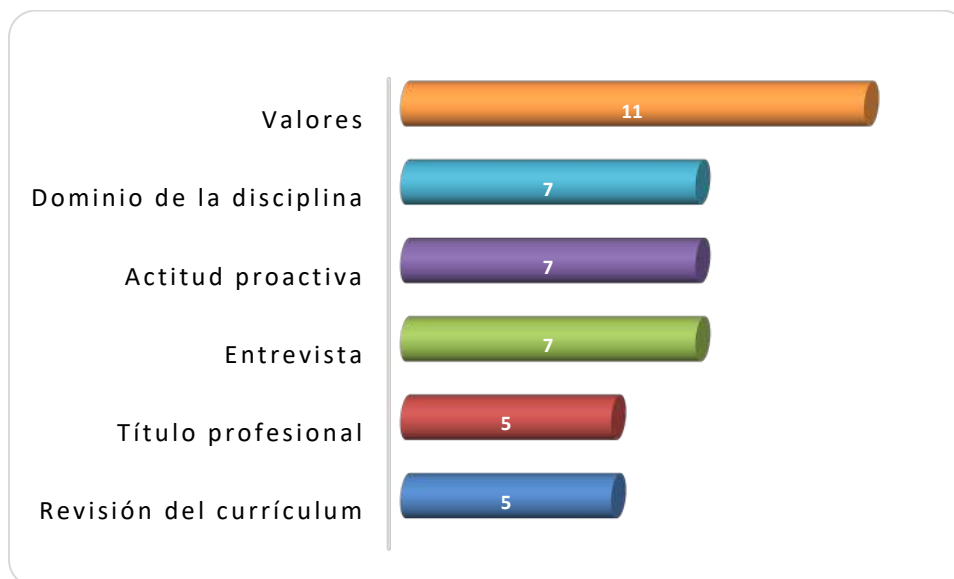 Valores
11
Dominio de la disciplina
7
Actitud proactiva
7
Entrevista
7
Título profesional
5
Revisión del currículum
5